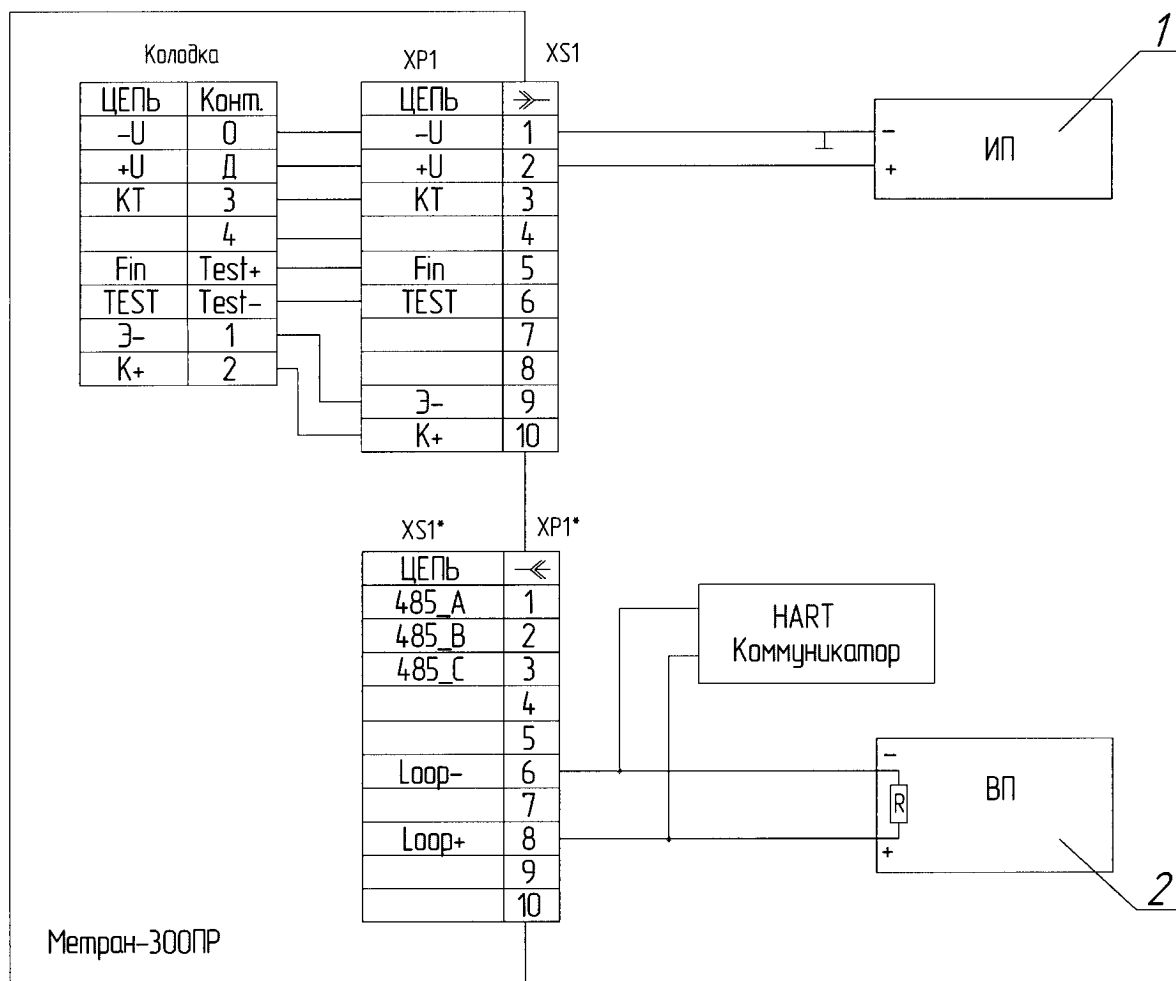 1
Колодка
XP1
XS1
ЦЕПЬ Конт.
-U 0
+U Д
КТ 3
4
Fin Test+
TEST Test-
Э- 1
К+ 2
ЦЕПЬ
-U 1
+U 2
КТ 3
4
Fin 5
TEST 6
7
8
Э- 9
К+ 10
-
+
ИП
XS1*
XP1*
ЦЕПЬ
485_A 1
485_B 2
485_C 3
4
5
Loop- 6
7
Loop+ 8
9
10
HART
Коммуникатор
-
R
+
ВП
2
Метран-300ПР